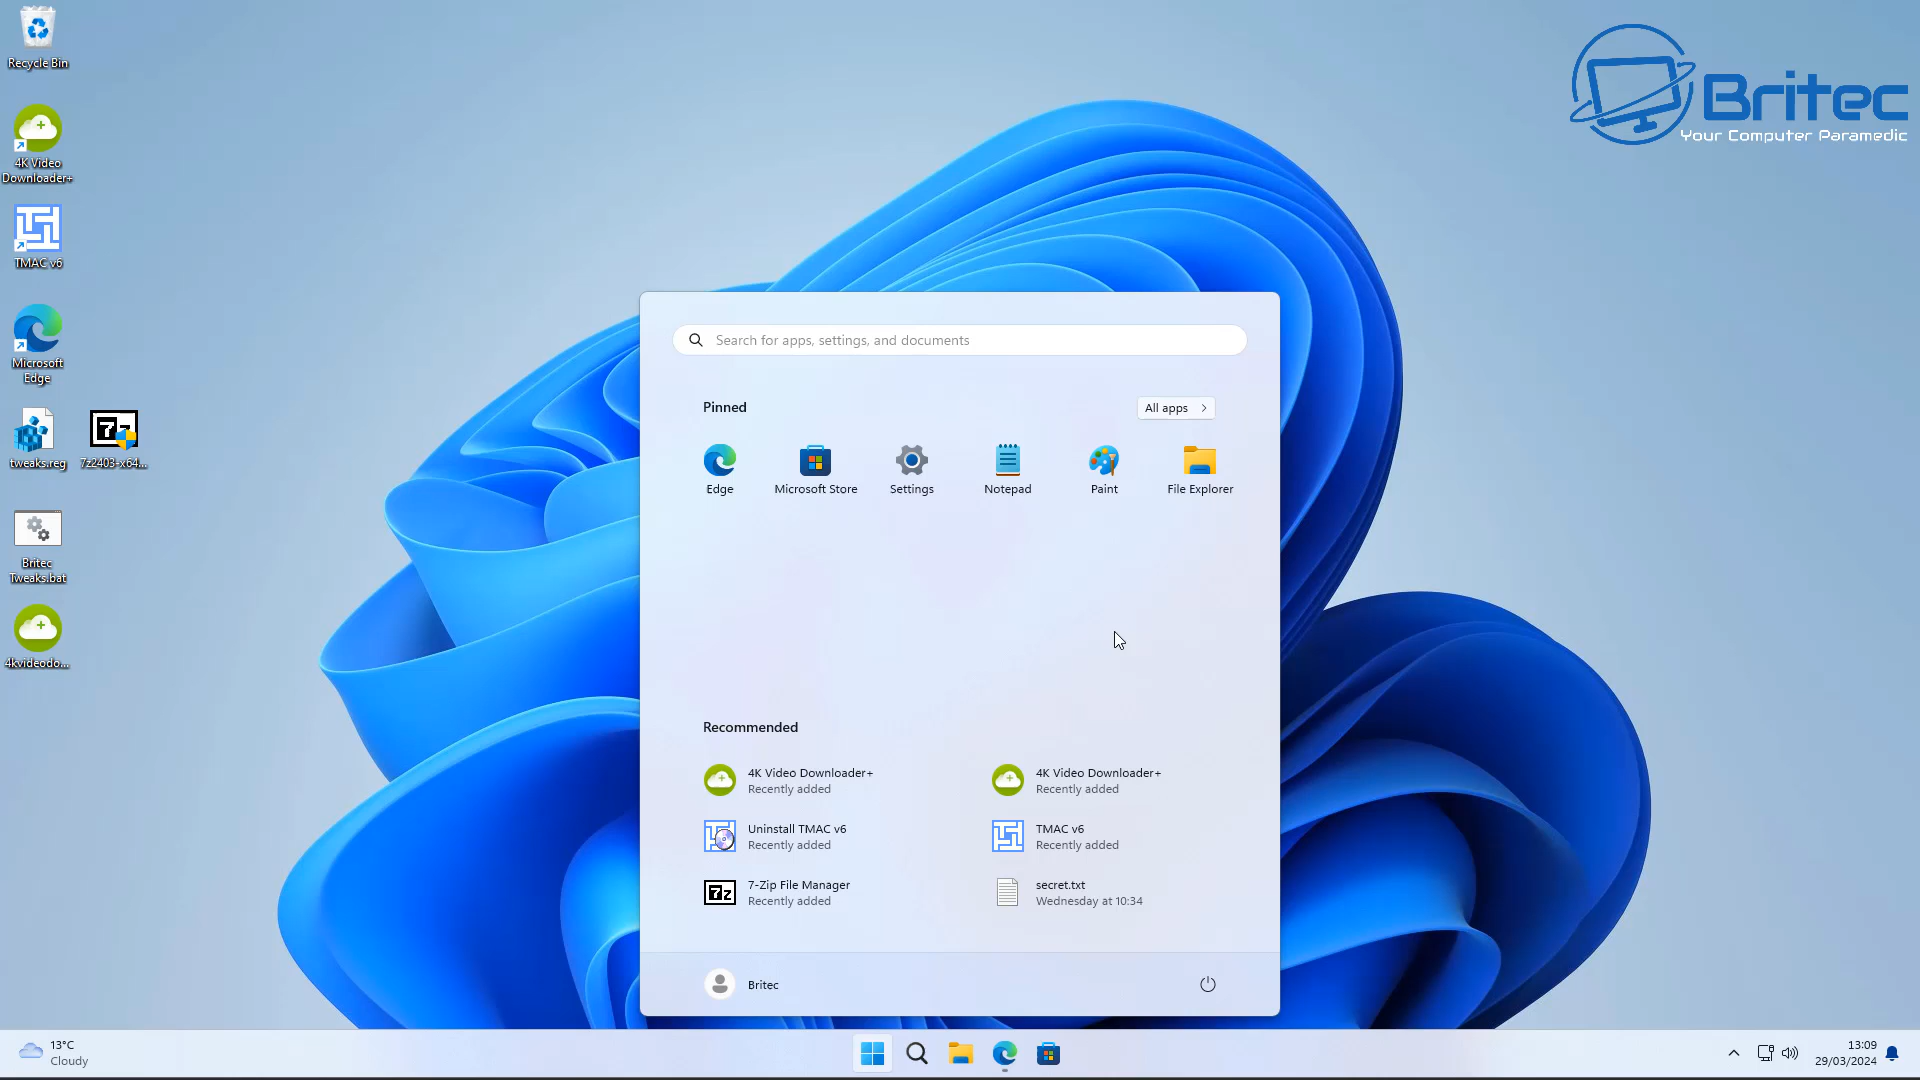 Recycle Bin
4K Video
Downloader+
TMAC v6
Microsoft
Edge
tweaks.reg
7z2403-x64...
Britec
Tweaks.bat
4kvideodo...
Britec
Your Computer Paramedic
Search for apps, settings, and documents
Pinned
All apps
Edge
Microsoft Store
Settings
Notepad
Paint
File Explorer
Recommended
4K Video Downloader+
Recently added
4K Video Downloader+
Recently added
Uninstall TMAC v6
Recently added
TMAC v6
Recently added
7z
7-Zip File Manager
Recently added
secret.txt
Wednesday at 10:34
Britec
13°C
Cloudy
13:09
29/03/2024